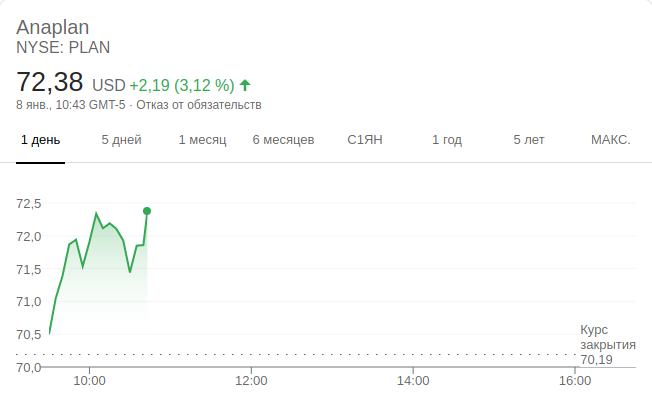 Anaplan
NYSE: PLAN
72,38 USD +2,19 (3,12 %)
8 янв., 10:43 GMT-5 · Отказ от обязательств
1 день 5 дней 1 месяц 6 месяцев С1ЯН 1 год 5 лет МАКС.
72,5
72,0
71,5
71,0
70,5
70,0
Курс
закрытия
70,19
10:00 12:00 14:00 16:00